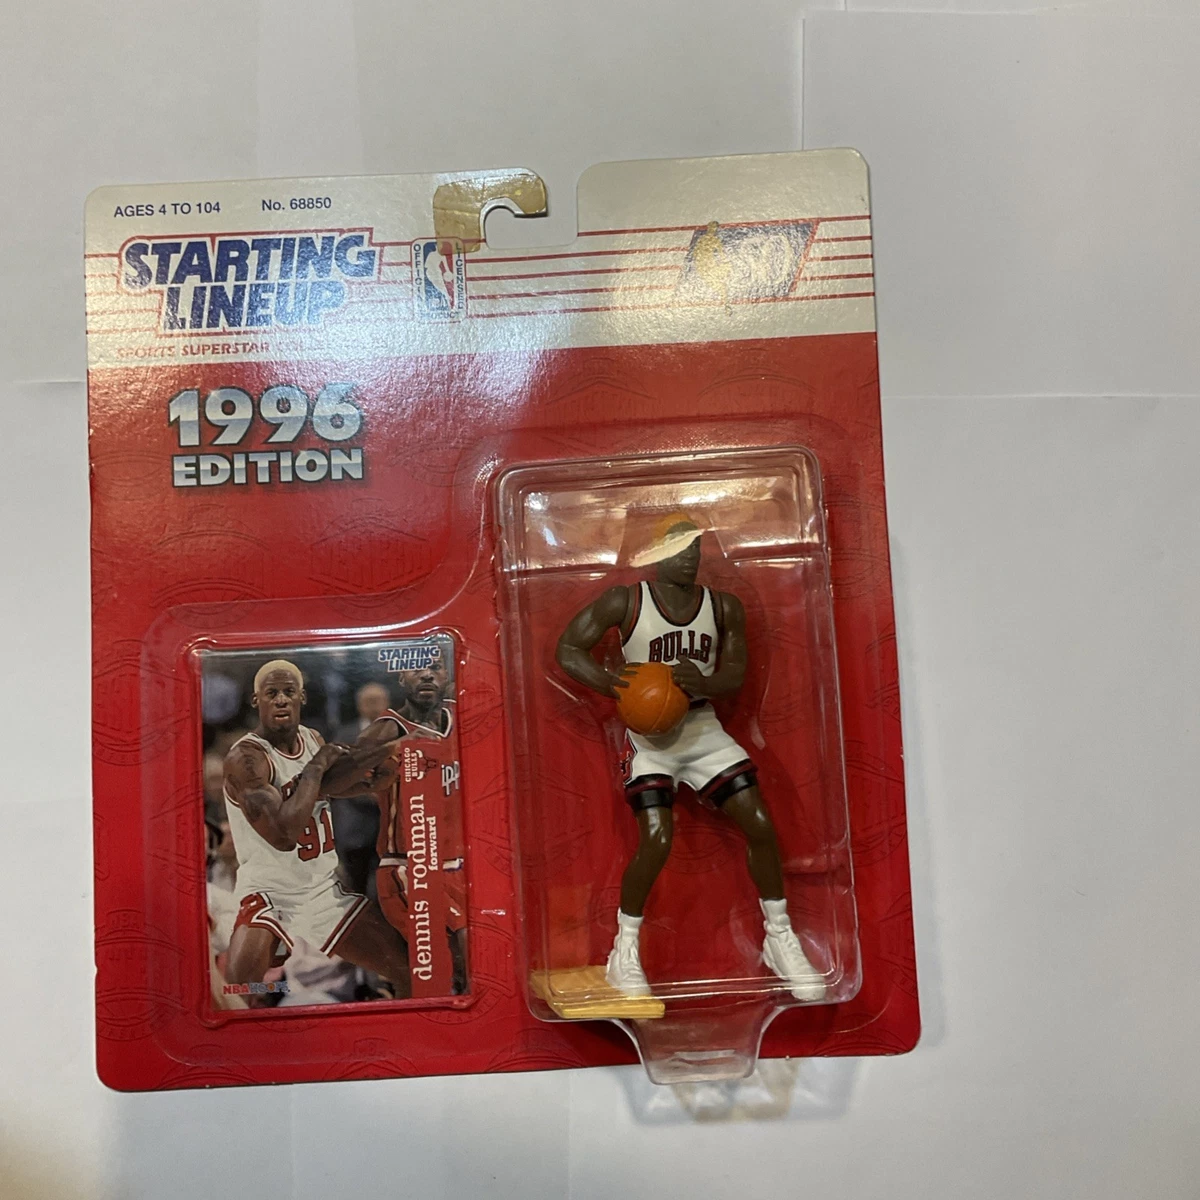 AGES 4 TO 104 No. 68850
STARTING
LINEUP
OFFICIAL
LICENSED
PRODUCT
SPORTS SUPERSTAR
1996
EDITION
STARTING
LINEUP
CHICAGO
BULLS
dennis rodman
forward
91
NBA HOOPS
BULLS